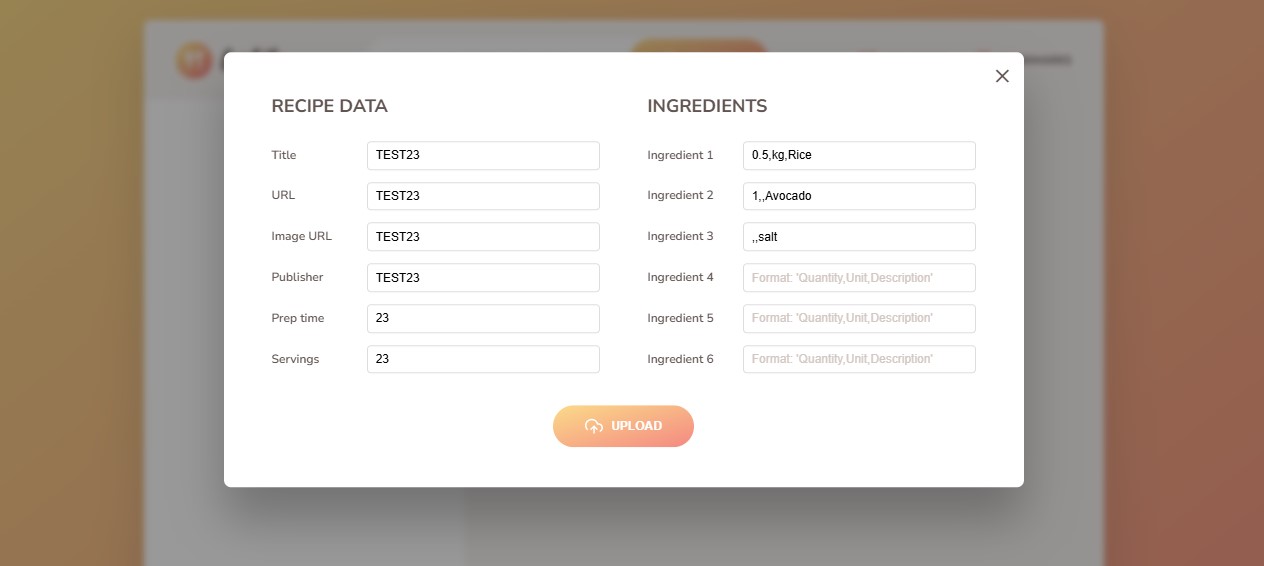 RECIPE DATA
Title
TEST23
URL
TEST23
Image URL
TEST23
Publisher
TEST23
Prep time
23
Servings
23
INGREDIENTS
Ingredient 1
0.5,kg,Rice
Ingredient 2
1,,Avocado
Ingredient 3
,,salt
Ingredient 4
Format: 'Quantity,Unit,Description'
Ingredient 5
Format: 'Quantity,Unit,Description'
Ingredient 6
Format: 'Quantity,Unit,Description'
UPLOAD